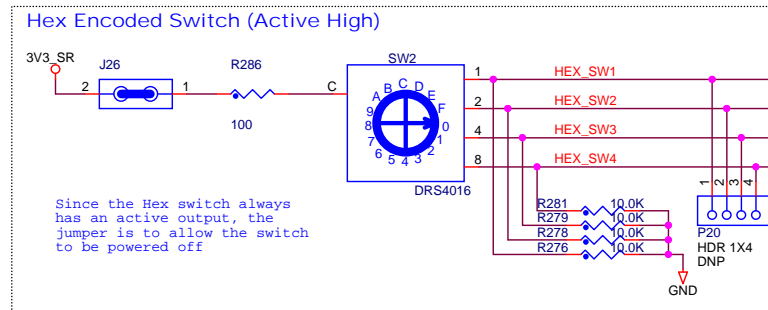 Hex Encoded Switch (Active High)
3V3_SR
J26
2
1
R286
100
C
SW2
0
1
2
3
4
5
6
7
8
9
A
B
C
D
E
F
DRS4016
1
HEX_SW1
2
HEX_SW2
4
HEX_SW3
8
HEX_SW4
Since the Hex switch always
has an active output, the
jumper is to allow the switch
to be powered off
R281
10.0K
R279
10.0K
R278
10.0K
R276
10.0K
GND
1
2
3
4
P20
HDR 1X4
DNP